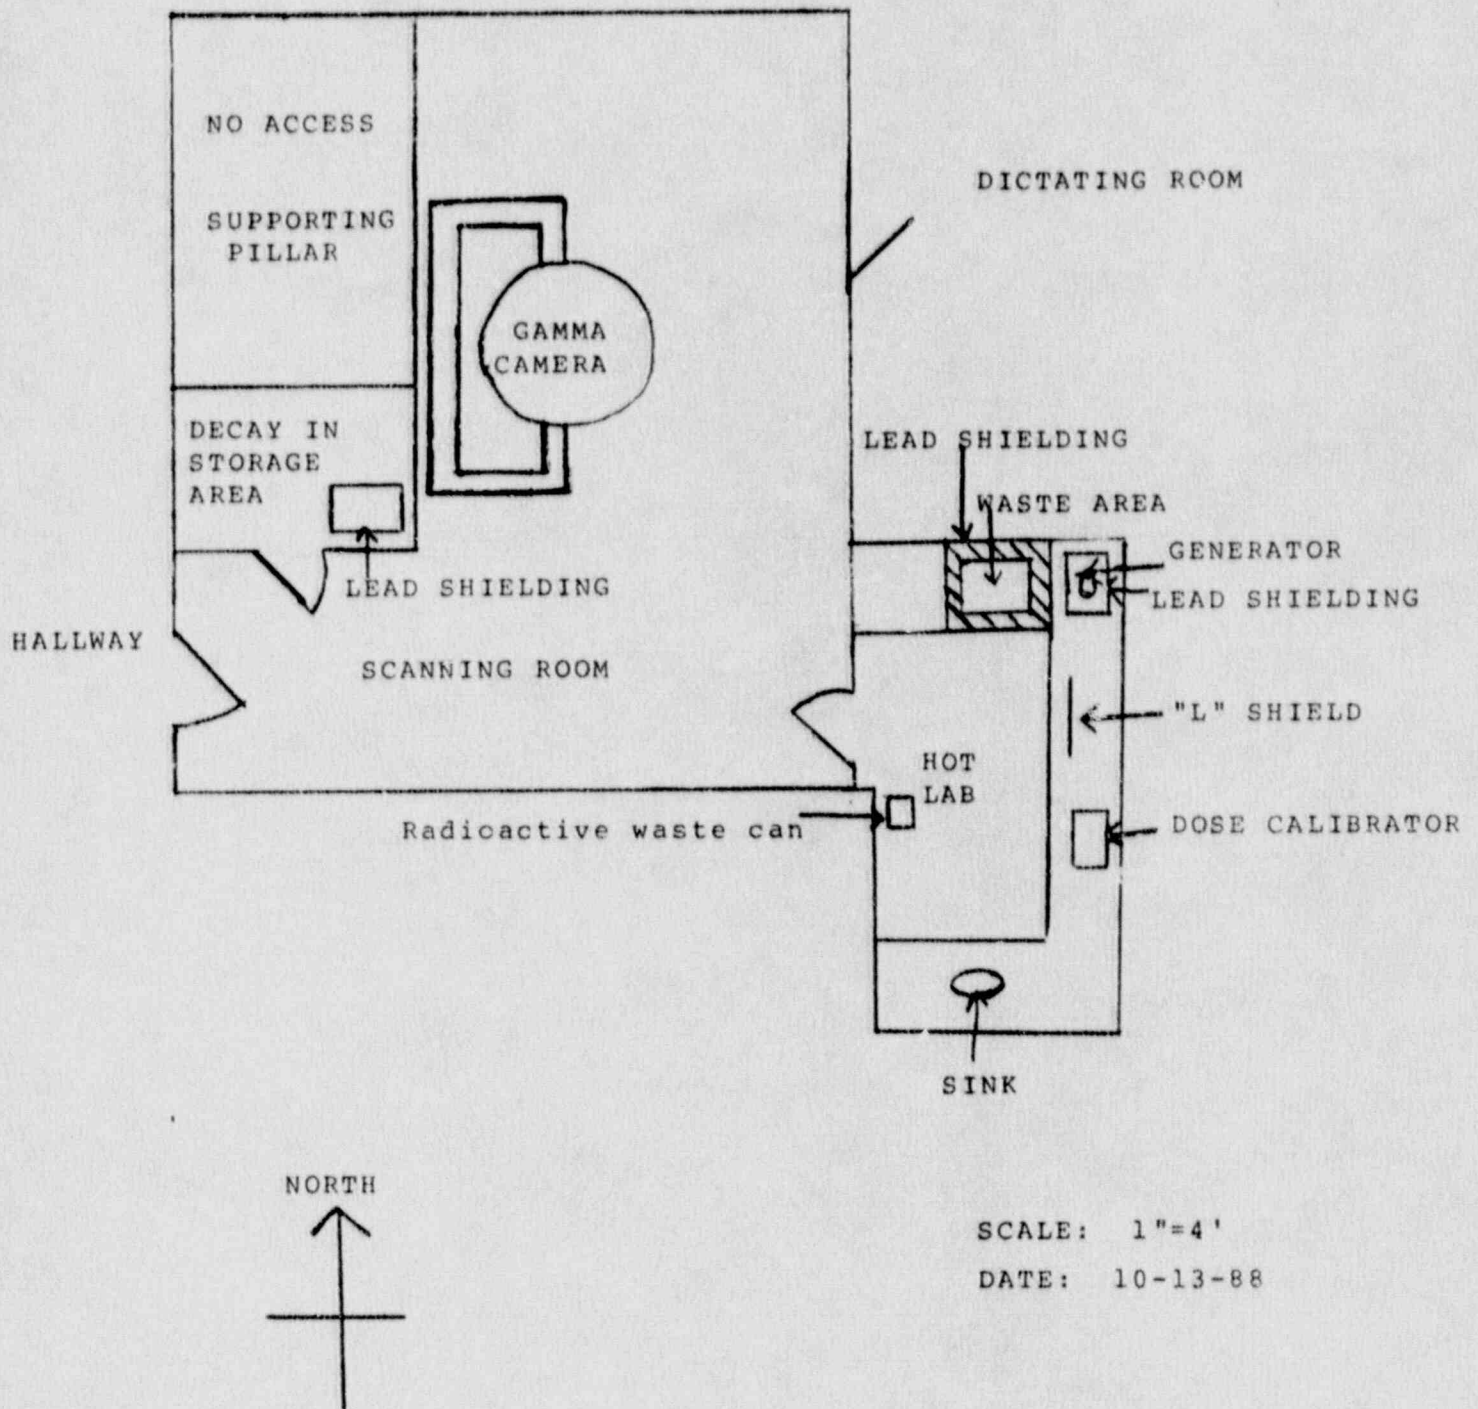 NO ACCESS
SUPPORTING
PILLAR
DICTATING ROOM
GAMMA
CAMERA
DECAY IN
STORAGE
AREA
LEAD SHIELDING
WASTE AREA
GENERATOR
LEAD SHIELDING
LEAD SHIELDING
HALLWAY
SCANNING ROOM
"L" SHIELD
HOT
LAB
Radioactive waste can
DOSE CALIBRATOR
SINK
NORTH
SCALE: 1"=4'
DATE: 10-13-88